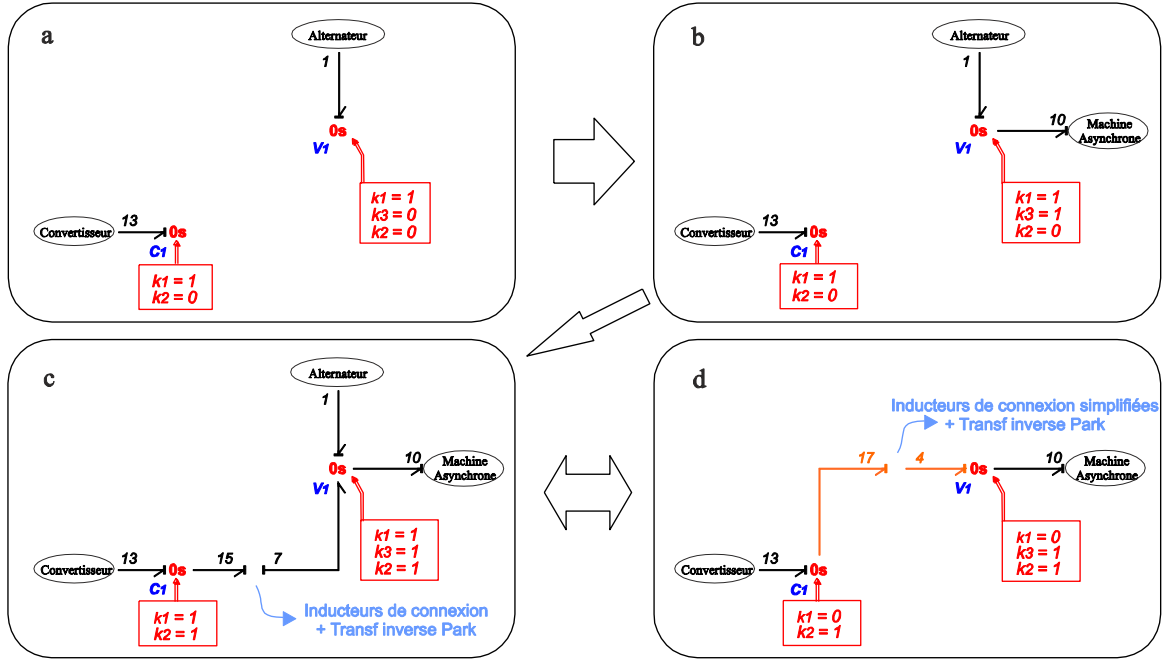 a
Alternateur
1
0s
V1
k1 = 1
k3 = 0
k2 = 0
Convertisseur
13
0s
C1
k1 = 1
k2 = 0
b
Alternateur
1
0s
V1
10
Machine
Asynchrone
k1 = 1
k3 = 1
k2 = 0
Convertisseur
13
0s
C1
k1 = 1
k2 = 0
c
Alternateur
1
0s
V1
10
Machine
Asynchrone
k1 = 1
k3 = 1
k2 = 1
Convertisseur
13
0s
C1
15
7
k1 = 1
k2 = 1
Inducteurs de connexion
+ Transf inverse Park
d
Inducteurs de connexion simplifiées
+ Transf inverse Park
17
4
0s
V1
10
Machine
Asynchrone
k1 = 0
k3 = 1
k2 = 1
Convertisseur
13
0s
C1
k1 = 0
k2 = 1